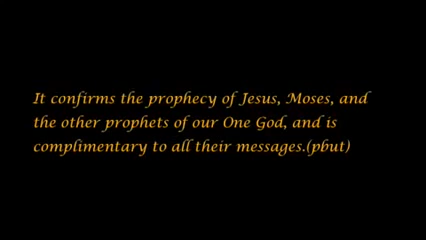 It confirms the prophecy of Jesus, Moses, and
the other prophets of our One God, and is
complimentary to all their messages.(pbut)